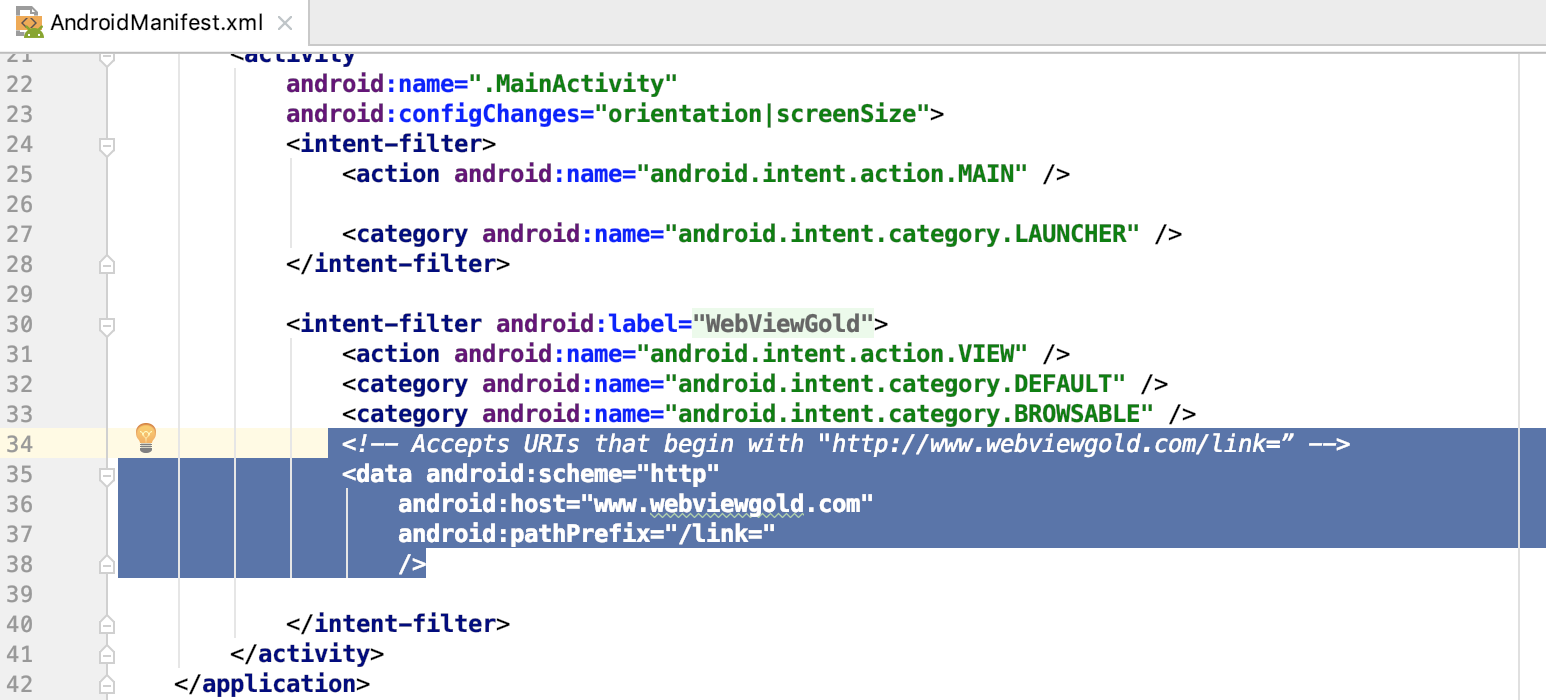 AndroidManifest.xml
21 <activity
22 android:name=".MainActivity"
23 android:configChanges="orientation|screenSize">
24 <intent-filter>
25 <action android:name="android.intent.action.MAIN" />
26
27 <category android:name="android.intent.category.LAUNCHER" />
28 </intent-filter>
29
30 <intent-filter android:label="WebViewGold">
31 <action android:name="android.intent.action.VIEW" />
32 <category android:name="android.intent.category.DEFAULT" />
33 <category android:name="android.intent.category.BROWSABLE" />
34 <!-- Accepts URIs that begin with "http://www.webviewgold.com/link=” -->
35 <data android:scheme="http"
36 android:host="www.webviewgold.com"
37 android:pathPrefix="/link="
38 />
39
40 </intent-filter>
41 </activity>
42 </application>